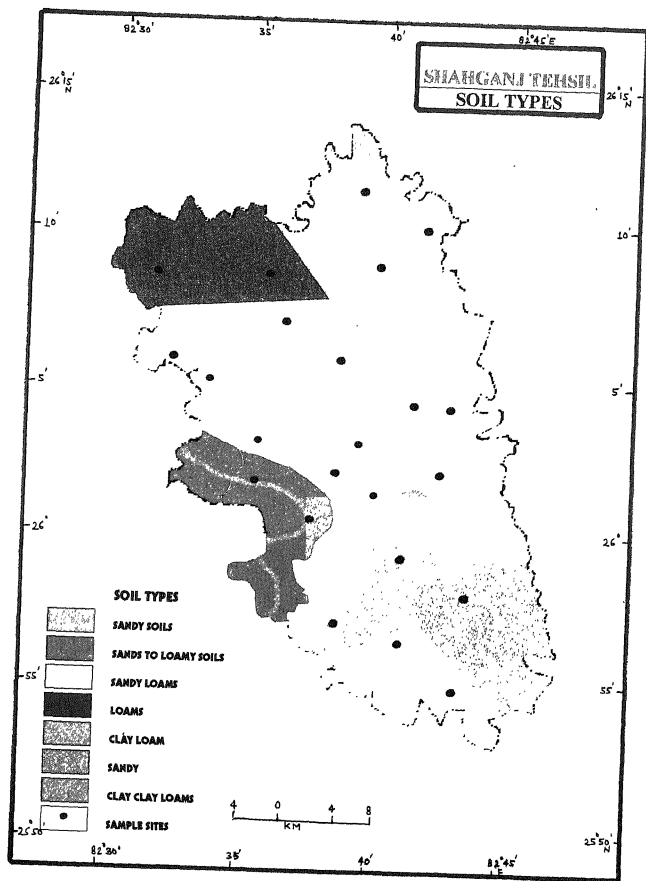 82°30'
35'
40'
82°45'E
SHAHGANJ TEHSIL
SOIL TYPES
26°15'
N
26°15'
N
10'
10'
5'
5'
26°
26°
55'
55'
SOIL TYPES
SANDY SOILS
SANDS TO LOAMY SOILS
SANDY LOAMS
LOAMS
CLAY LOAM
SANDY
CLAY CLAY LOAMS
SAMPLE SITES
4 0 4 8
KM
25°50'
25°50'
N
82°30'
35'
40'
82°45'
E